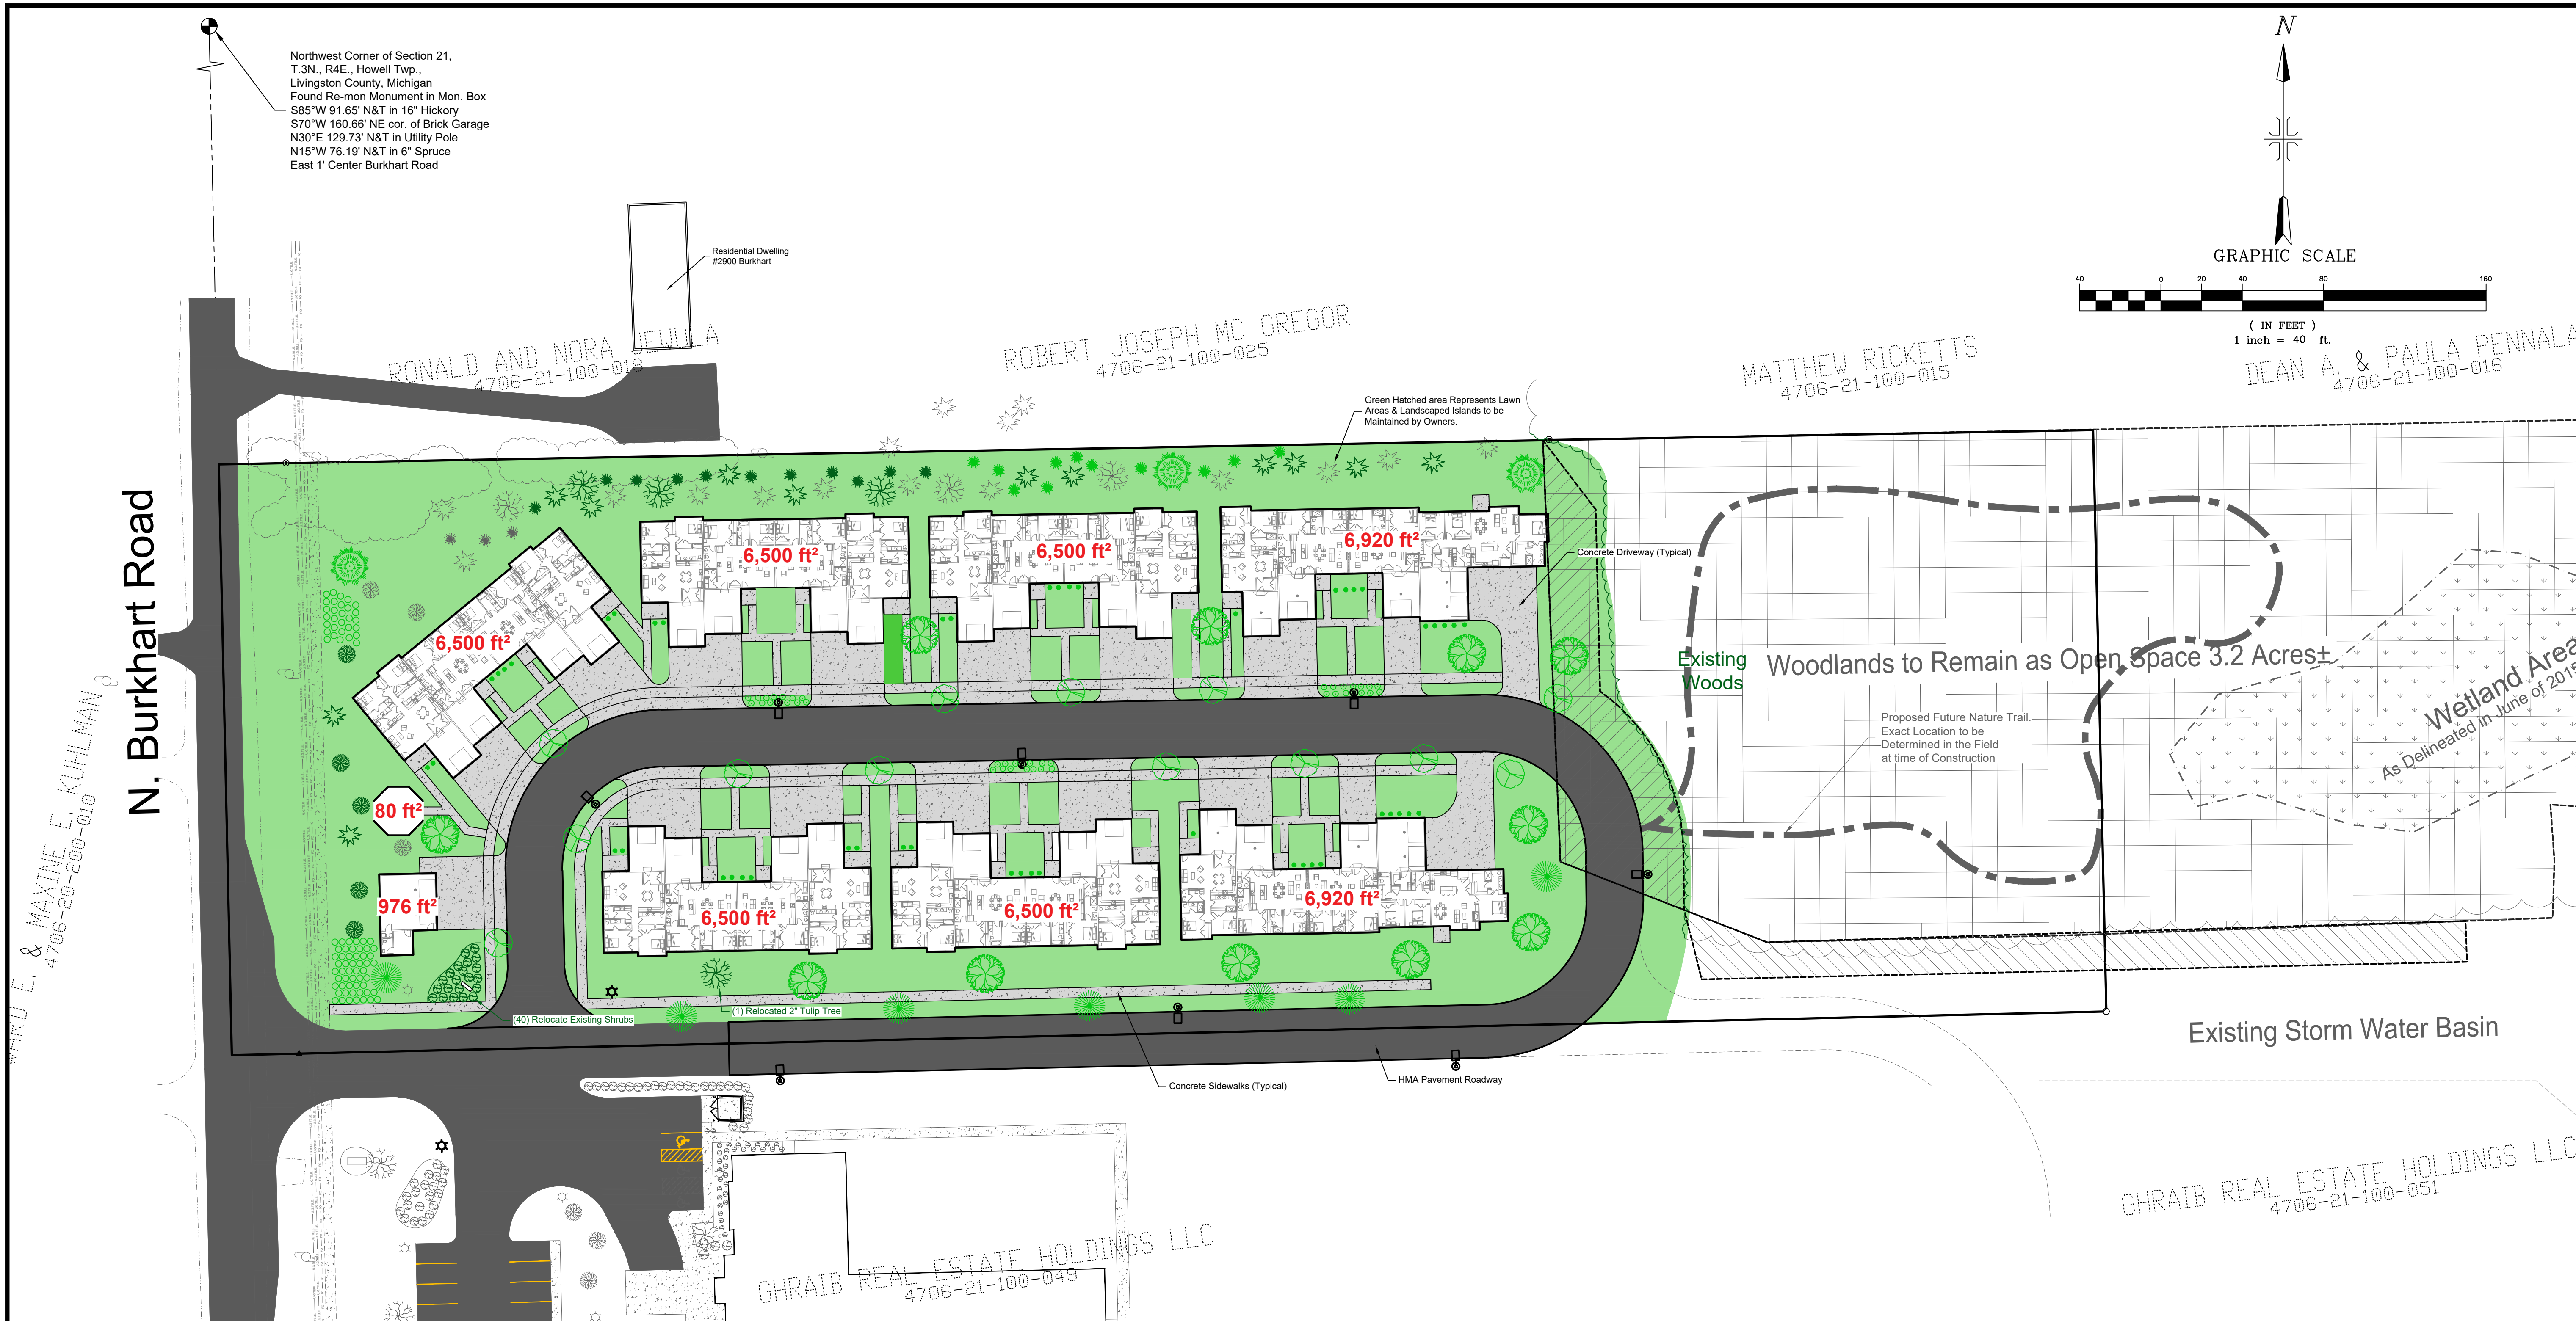 N
Northwest Corner of Section 21,
T.3N., R4E., Howell Twp.,
Livingston County, Michigan
Found Re-mon Monument in Mon. Box
S85°W 91.65' N&T in 16" Hickory
S70°W 160.66' NE cor. of Brick Garage
N30°E 129.73' N&T in Utility Pole
N15°W 76.19' N&T in 6" Spruce
East 1' Center Burkhart Road
GRAPHIC SCALE
40 0 20 40 80 160
( IN FEET )
1 inch = 40 ft.
Residential Dwelling
#2900 Burkhart
RONALD AND NORA
4706-21-100-018
ROBERT JOSEPH MC GREGOR
4706-21-100-025
MATTHEW RICKETTS
4706-21-100-015
DEAN A. & PAULA PENNALA
4706-21-100-016
Green Hatched area Represents Lawn
Areas & Landscaped Islands to be
Maintained by Owners.
N. Burkhart Road
6,500 ft²
6,500 ft²
6,920 ft²
Concrete Driveway (Typical)
6,500 ft²
Existing
Woods
Woodlands to Remain as Open Space 3.2 Acres±
Wetland Area
As Delineated in June of 2015
Proposed Future Nature Trail.
Exact Location to be
Determined in the Field
at time of Construction
E. & MAXINE E. KUHLMAN
4706-20-200-010
80 ft²
976 ft²
6,500 ft²
6,500 ft²
6,920 ft²
(40) Relocate Existing Shrubs
(1) Relocated 2" Tulip Tree
Existing Storm Water Basin
Concrete Sidewalks (Typical)
HMA Pavement Roadway
GHRAIB REAL ESTATE HOLDINGS LLC
4706-21-100-051
GHRAIB REAL ESTATE HOLDINGS LLC
4706-21-100-049